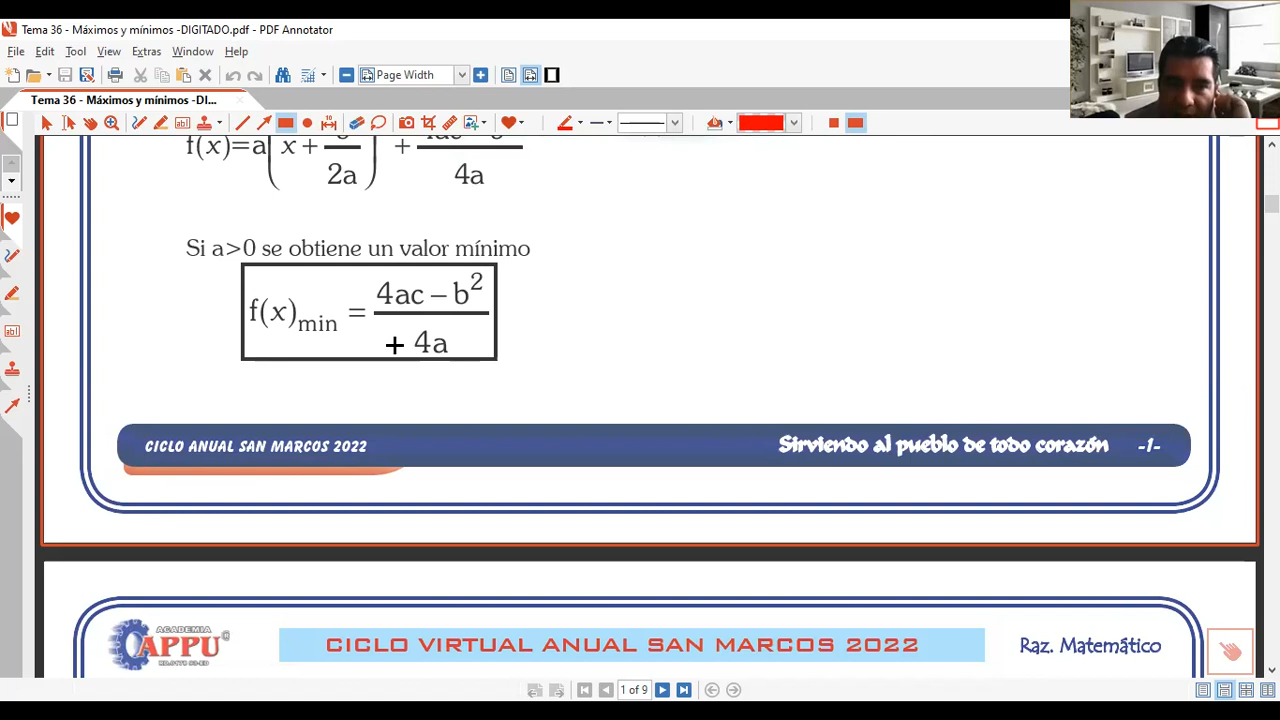 Tema 36 - Máximos y mínimos -DIGITADO.pdf - PDF Annotator
File Edit Tool View Extras Window Help
Page Width
Tema 36 - Máximos y mínimos -DI...
f(x)=a(x+ /2a) + /4a
Si a>0 se obtiene un valor mínimo
f(x)min = 4ac – b²
4a
CICLO ANUAL SAN MARCOS 2022 Sirviendo al pueblo de todo corazón -1-
ACADEMIA
APPU
CICLO VIRTUAL ANUAL SAN MARCOS 2022
Raz. Matemático
1 of 9